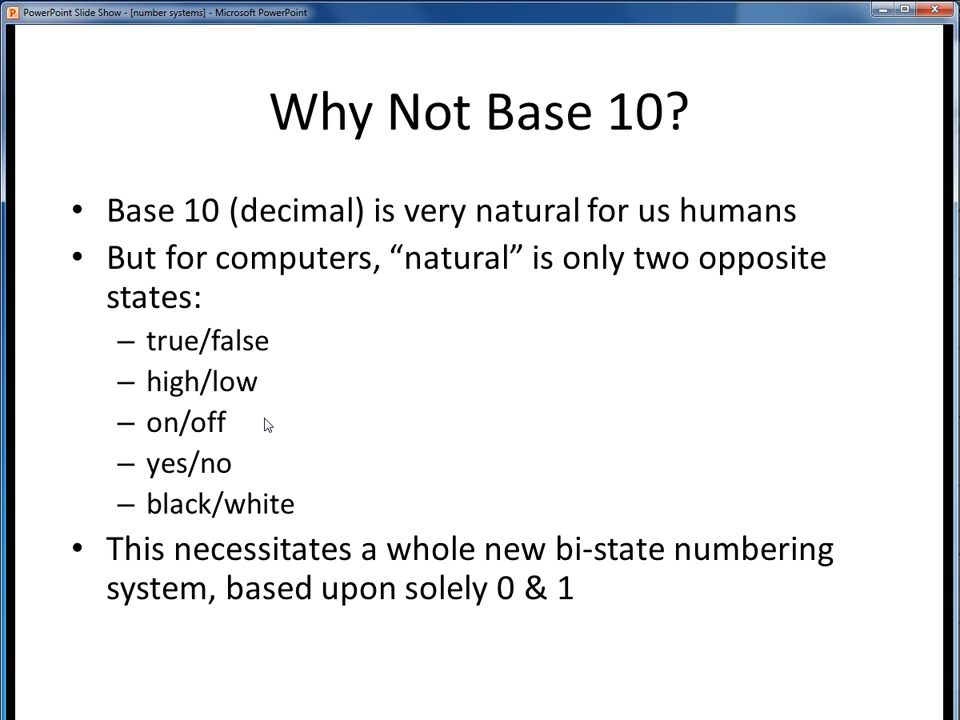 PowerPoint Slide Show - [number systems] - Microsoft PowerPoint
Why Not Base 10?
• Base 10 (decimal) is very natural for us humans
• But for computers, “natural” is only two opposite
states:
– true/false
– high/low
– on/off
– yes/no
– black/white
• This necessitates a whole new bi-state numbering
system, based upon solely 0 & 1